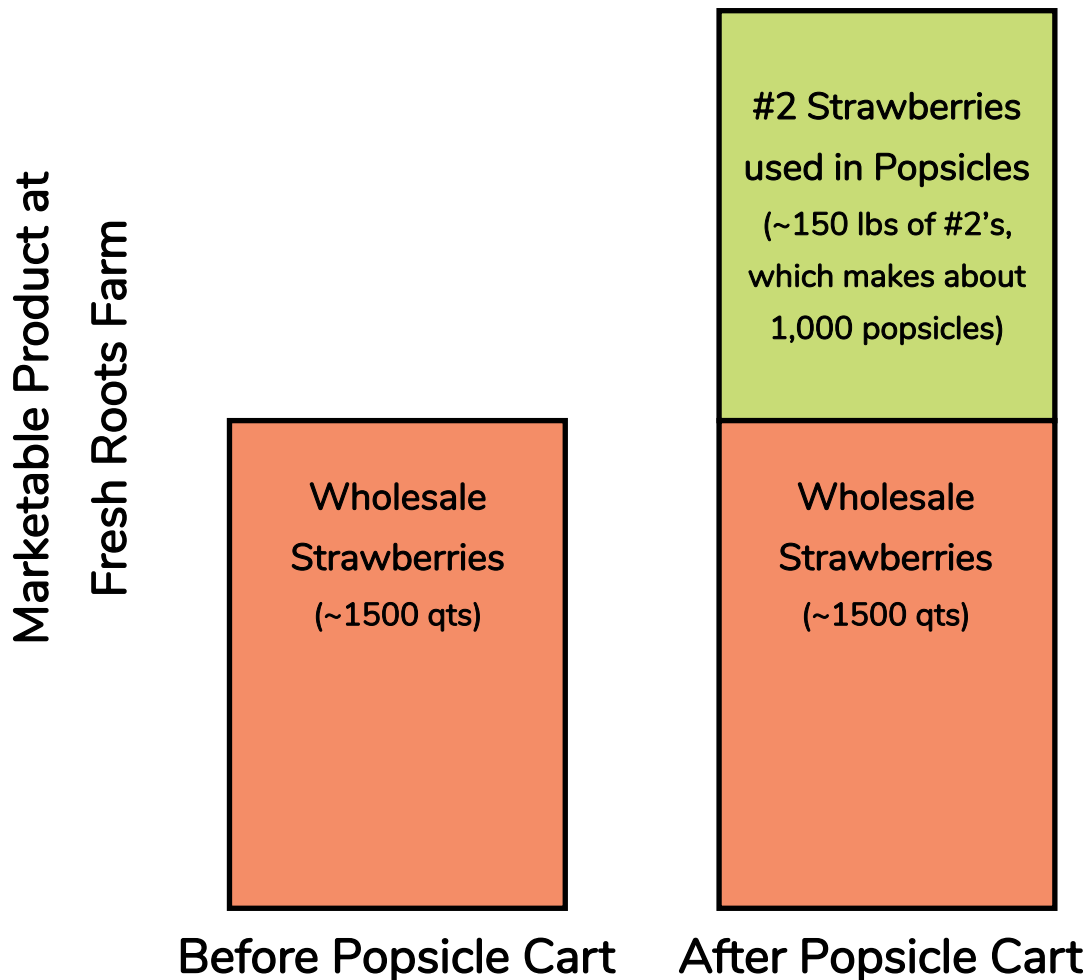 Marketable Product at
Fresh Roots Farm
#2 Strawberries
used in Popsicles
(~150 lbs of #2’s,
which makes about
1,000 popsicles)
Wholesale
Strawberries
(~1500 qts)
Wholesale
Strawberries
(~1500 qts)
Before Popsicle Cart
After Popsicle Cart